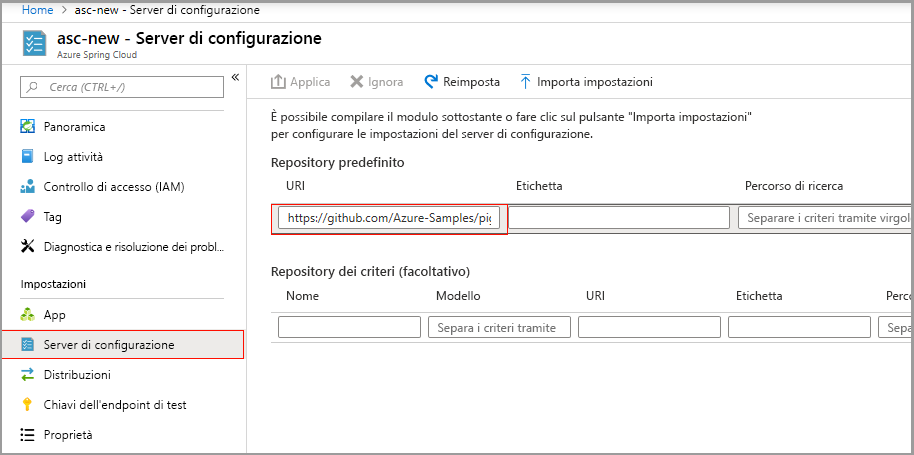 Home > asc-new - Server di configurazione
asc-new - Server di configurazione
Azure Spring Cloud
Cerca (CTRL+/)
«
Panoramica
Log attività
Controllo di accesso (IAM)
Tag
Diagnostica e risoluzione dei probl...
Impostazioni
App
Server di configurazione
Distribuzioni
Chiavi dell'endpoint di test
Proprietà
Applica Ignora Reimposta Importa impostazioni
È possibile compilare il modulo sottostante o fare clic sul pulsante "Importa impostazioni"
per configurare le impostazioni del server di configurazione.
Repository predefinito
URI Etichetta Percorso di ricerca
https://github.com/Azure-Samples/pi Separare i criteri tramite virgol
Repository dei criteri (facoltativo)
Nome Modello URI Etichetta Perco
Separa i criteri tramite Sepa